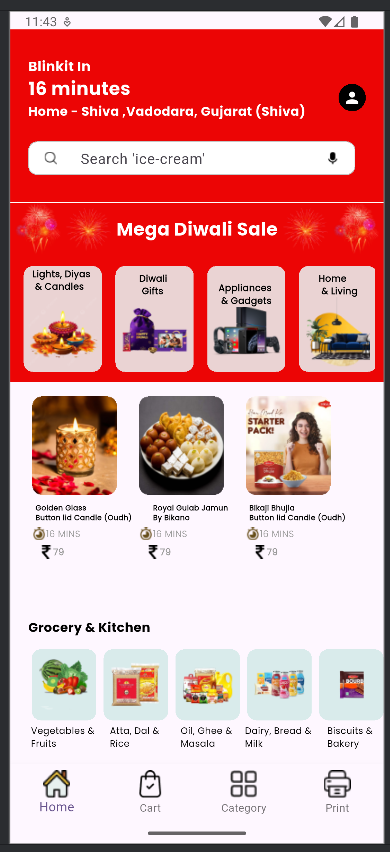 11:43
Blinkit In
16 minutes
Home - Shiva ,Vadodara, Gujarat (Shiva)
Search 'ice-cream'
Mega Diwali Sale
Lights, Diyas
& Candles
Diwali
Gifts
Appliances
& Gadgets
Home
& Living
STARTER
PACK!
Golden Glass
Button lid Candle (Oudh)
Royal Gulab Jamun
By Bikano
Bikaji Bhujia
Button lid Candle (Oudh)
16 MINS
16 MINS
16 MINS
₹ 79
₹ 79
₹ 79
Grocery & Kitchen
Vegetables &
Fruits
Atta, Dal &
Rice
Oil, Ghee &
Masala
Dairy, Bread &
Milk
Biscuits &
Bakery
Home
Cart
Category
Print